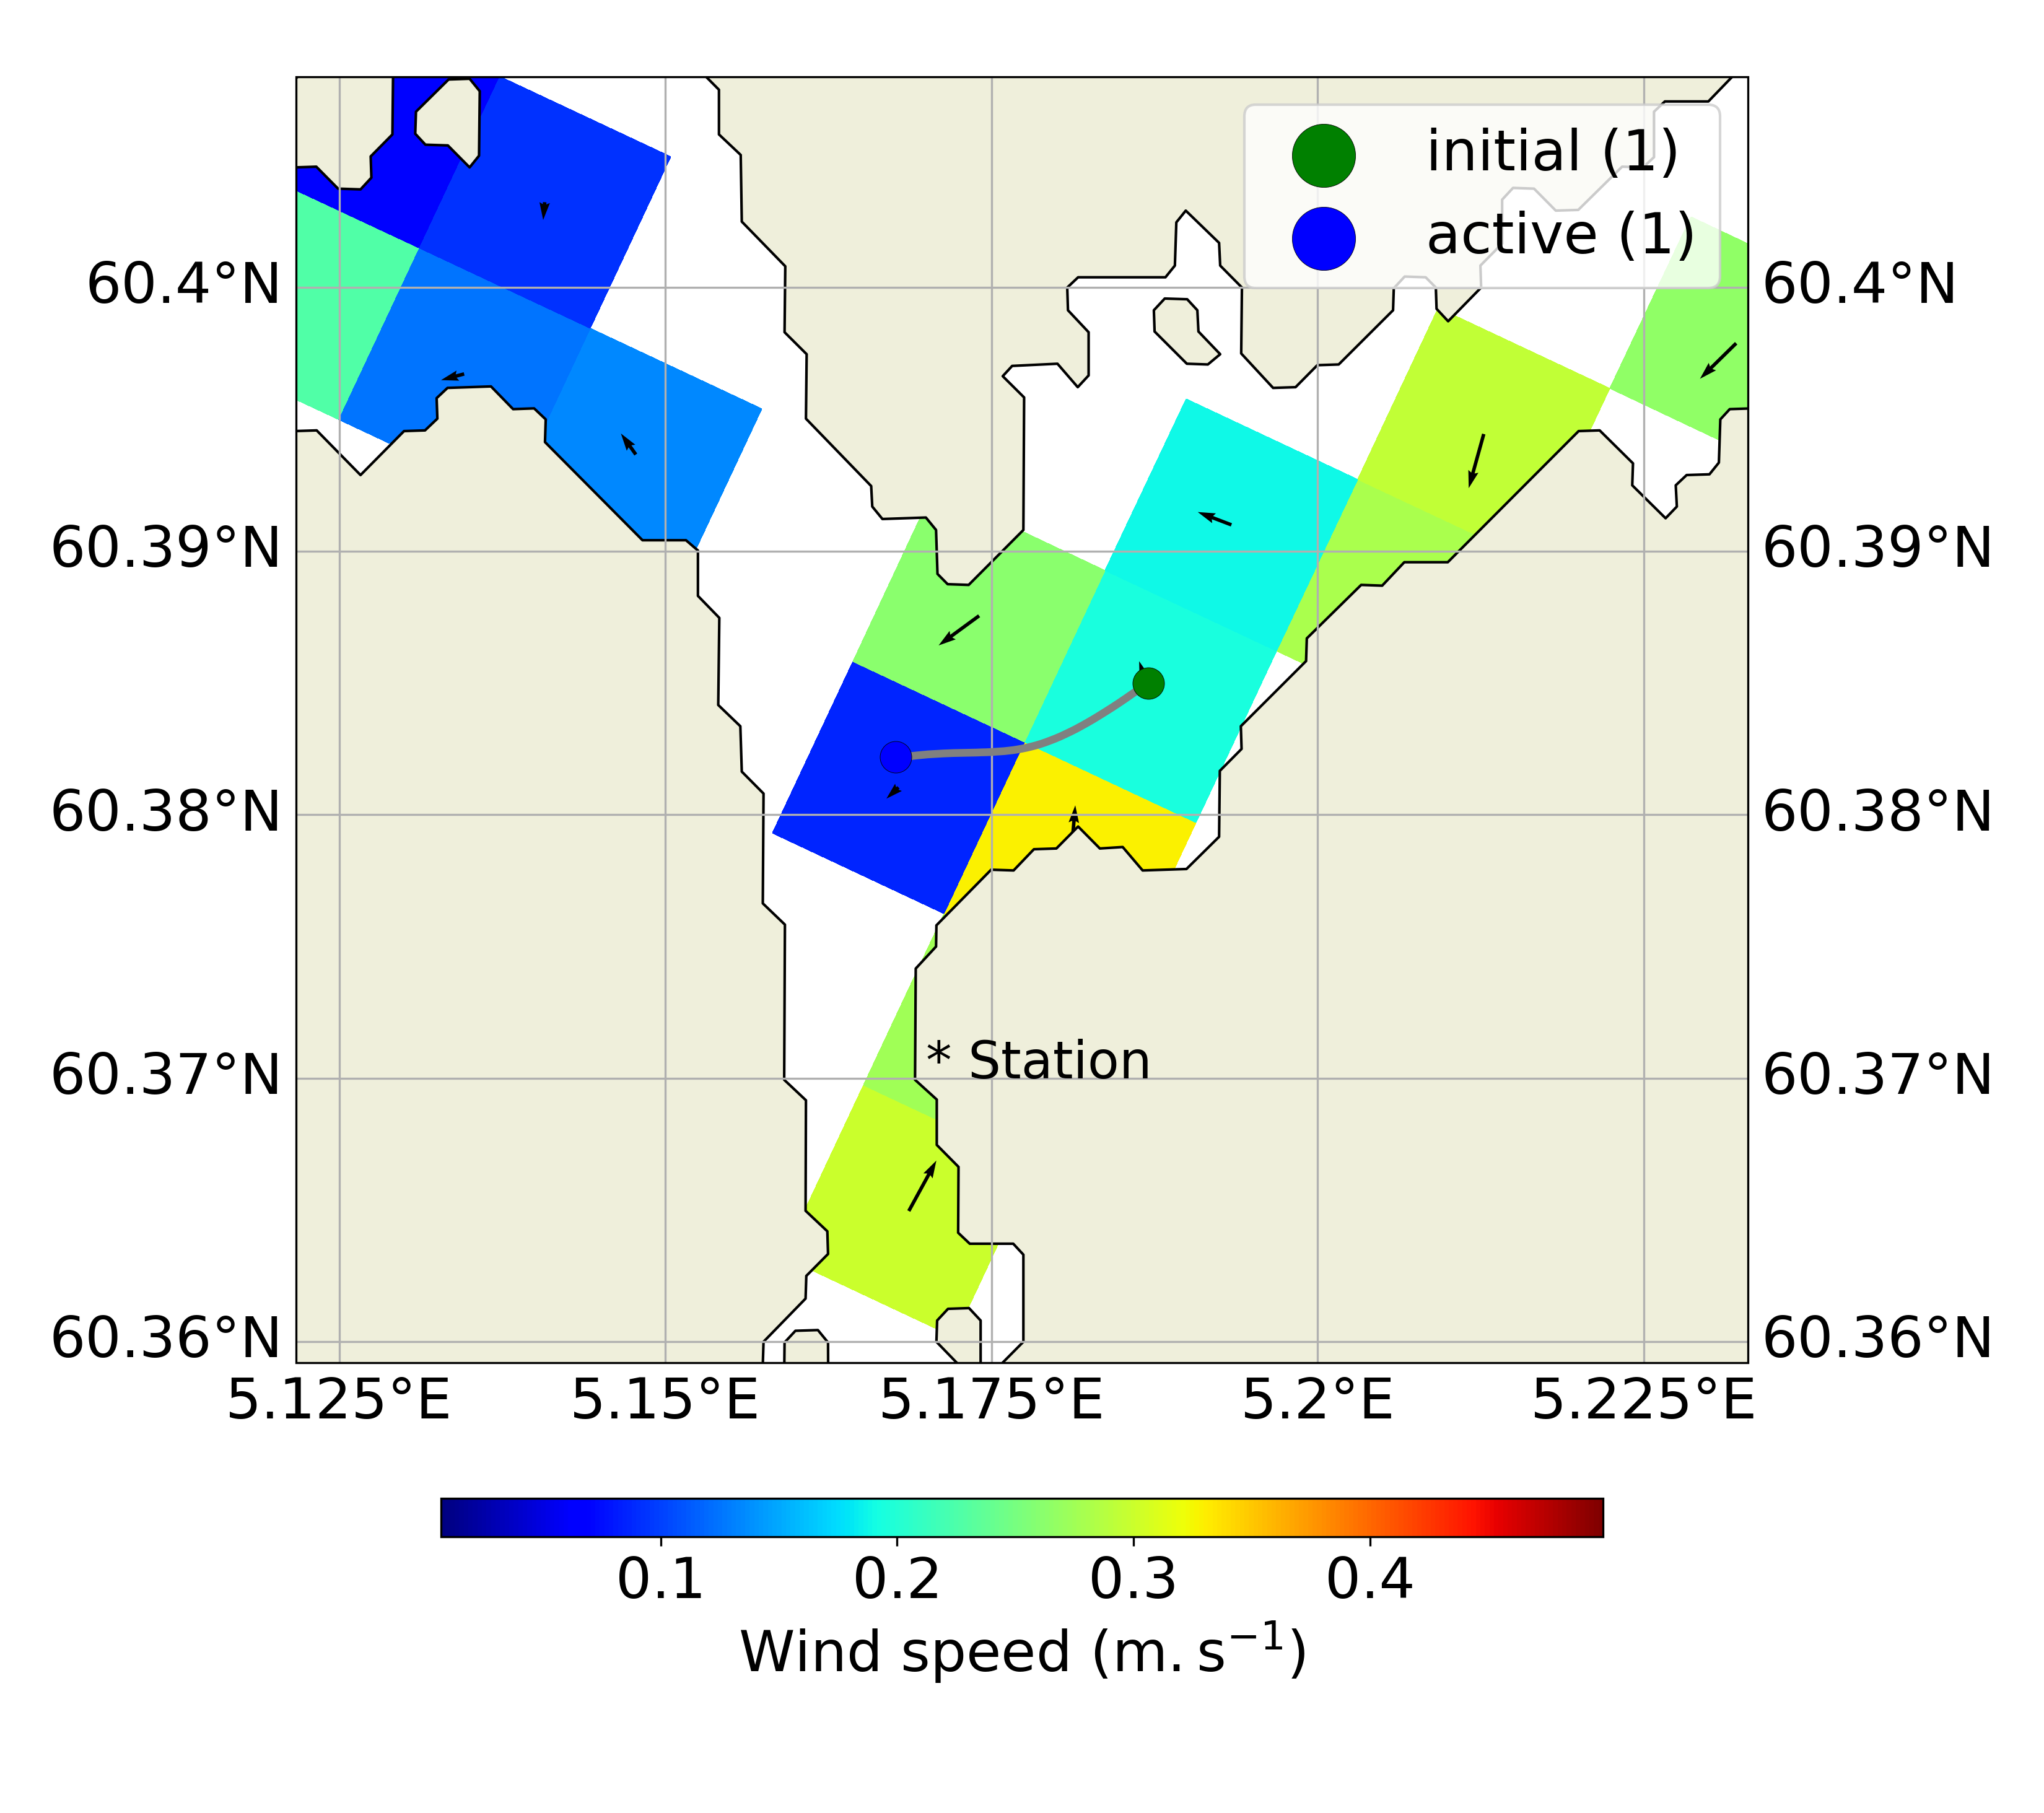 initial (1)
active (1)
60.4°N 60.4°N
60.39°N 60.39°N
60.38°N 60.38°N
* Station
60.37°N 60.37°N
60.36°N 60.36°N
5.125°E 5.15°E 5.175°E 5.2°E 5.225°E
0.1 0.2 0.3 0.4
Wind speed (m. s⁻¹)